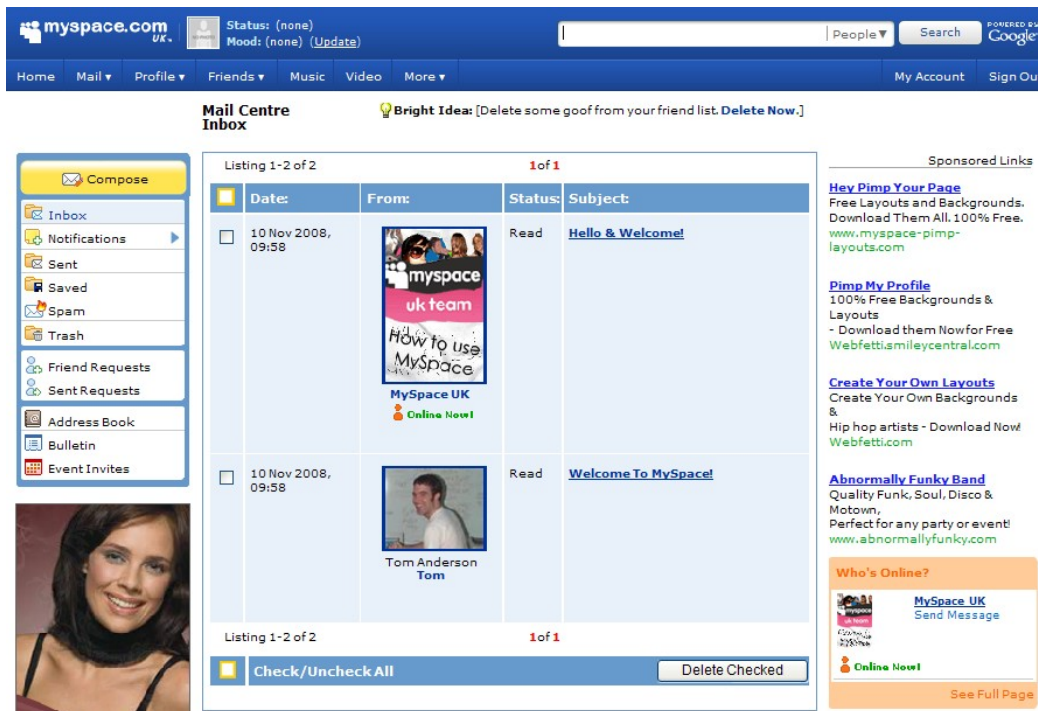 myspace.com
UK
Status: (none)
Mood: (none) (Update)
People
Search
POWERED BY
Google
Home Mail Profile Friends Music Video More My Account Sign Ou
Mail Centre
Inbox
Bright Idea: [Delete some goof from your friend list. Delete Now.]
Compose
Inbox
Notifications
Sent
Saved
Spam
Trash
Friend Requests
Sent Requests
Address Book
Bulletin
Event Invites
Listing 1-2 of 2 1of 1
Date: From: Status: Subject:
10 Nov 2008,
09:58
myspace
uk team
How to use
MySpace
MySpace UK
Online Now!
Read
Hello & Welcome!
10 Nov 2008,
09:58
Tom Anderson
Tom
Read
Welcome To MySpace!
Listing 1-2 of 2 1of 1
Check/Uncheck All Delete Checked
Sponsored Links
Hey Pimp Your Page
Free Layouts and Backgrounds.
Download Them All. 100% Free.
www.myspace-pimp-
layouts.com
Pimp My Profile
100% Free Backgrounds &
Layouts
- Download them Now for Free
Webfetti.smileycentral.com
Create Your Own Layouts
Create Your Own Backgrounds
&
Hip hop artists - Download Now!
Webfetti.com
Abnormally Funky Band
Quality Funk, Soul, Disco &
Motown,
Perfect for any party or event!
www.abnormallyfunky.com
Who's Online?
MySpace UK
Send Message
myspace
uk team
Online Now!
See Full Page